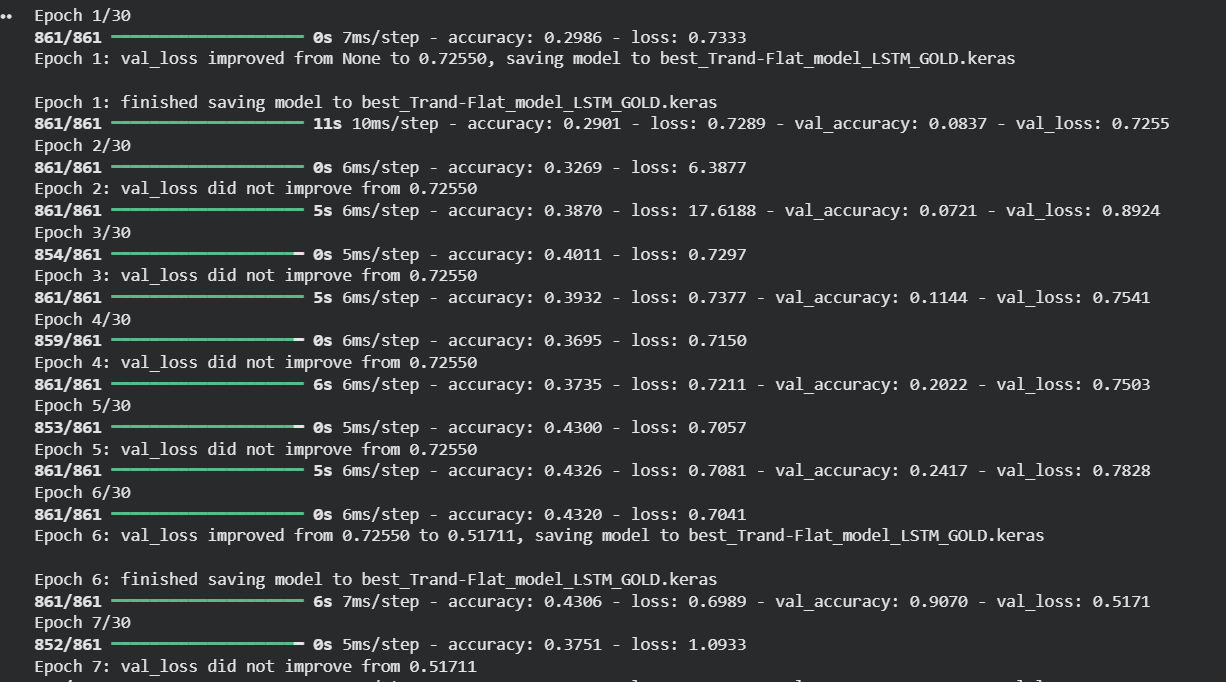 Epoch 1/30
861/861 0s 7ms/step - accuracy: 0.2986 - loss: 0.7333
Epoch 1: val_loss improved from None to 0.72550, saving model to best_Trand-Flat_model_LSTM_GOLD.keras
Epoch 1: finished saving model to best_Trand-Flat_model_LSTM_GOLD.keras
861/861 11s 10ms/step - accuracy: 0.2901 - loss: 0.7289 - val_accuracy: 0.0837 - val_loss: 0.7255
Epoch 2/30
861/861 0s 6ms/step - accuracy: 0.3269 - loss: 6.3877
Epoch 2: val_loss did not improve from 0.72550
861/861 5s 6ms/step - accuracy: 0.3870 - loss: 17.6188 - val_accuracy: 0.0721 - val_loss: 0.8924
Epoch 3/30
854/861 0s 5ms/step - accuracy: 0.4011 - loss: 0.7297
Epoch 3: val_loss did not improve from 0.72550
861/861 5s 6ms/step - accuracy: 0.3932 - loss: 0.7377 - val_accuracy: 0.1144 - val_loss: 0.7541
Epoch 4/30
859/861 0s 6ms/step - accuracy: 0.3695 - loss: 0.7150
Epoch 4: val_loss did not improve from 0.72550
861/861 6s 6ms/step - accuracy: 0.3735 - loss: 0.7211 - val_accuracy: 0.2022 - val_loss: 0.7503
Epoch 5/30
853/861 0s 5ms/step - accuracy: 0.4300 - loss: 0.7057
Epoch 5: val_loss did not improve from 0.72550
861/861 5s 6ms/step - accuracy: 0.4326 - loss: 0.7081 - val_accuracy: 0.2417 - val_loss: 0.7828
Epoch 6/30
861/861 0s 6ms/step - accuracy: 0.4320 - loss: 0.7041
Epoch 6: val_loss improved from 0.72550 to 0.51711, saving model to best_Trand-Flat_model_LSTM_GOLD.keras
Epoch 6: finished saving model to best_Trand-Flat_model_LSTM_GOLD.keras
861/861 6s 7ms/step - accuracy: 0.4306 - loss: 0.6989 - val_accuracy: 0.9070 - val_loss: 0.5171
Epoch 7/30
852/861 0s 5ms/step - accuracy: 0.3751 - loss: 1.0933
Epoch 7: val_loss did not improve from 0.51711